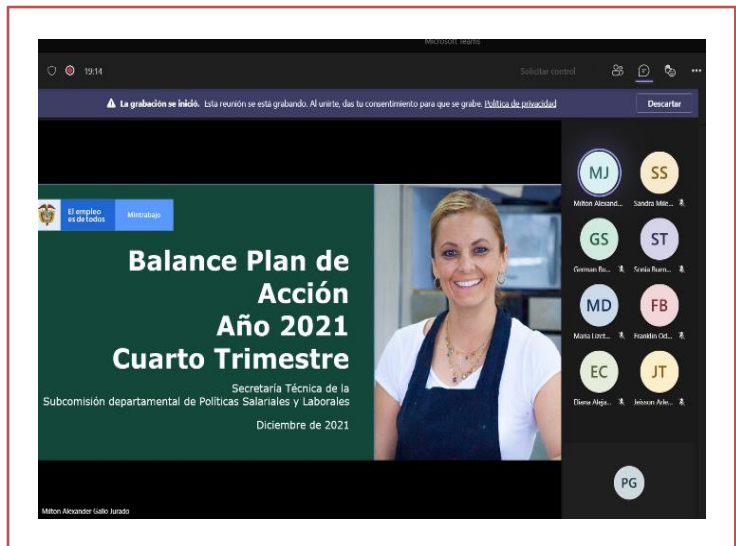 Microsoft Teams
19:14
Solicitar control
La grabación se inició. Esta reunión se está grabando. Al unirte, das tu consentimiento para que se grabe. Política de privacidad
Descartar
El empleo
es de todos
Mintrabajo
Balance Plan de
Acción
Año 2021
Cuarto Trimestre
Secretaría Técnica de la
Subcomisión departamental de Políticas Salariales y Laborales
Diciembre de 2021
MJ
SS
Milton Alexand...
Sandra Mile...
GS
ST
German Bu...
Sonia Buen...
MD
FB
Maria Lizet...
Franklin Od...
EC
JT
Diana Aleja...
Jeisson Arle...
PG
Milton Alexander Gallo Jurado